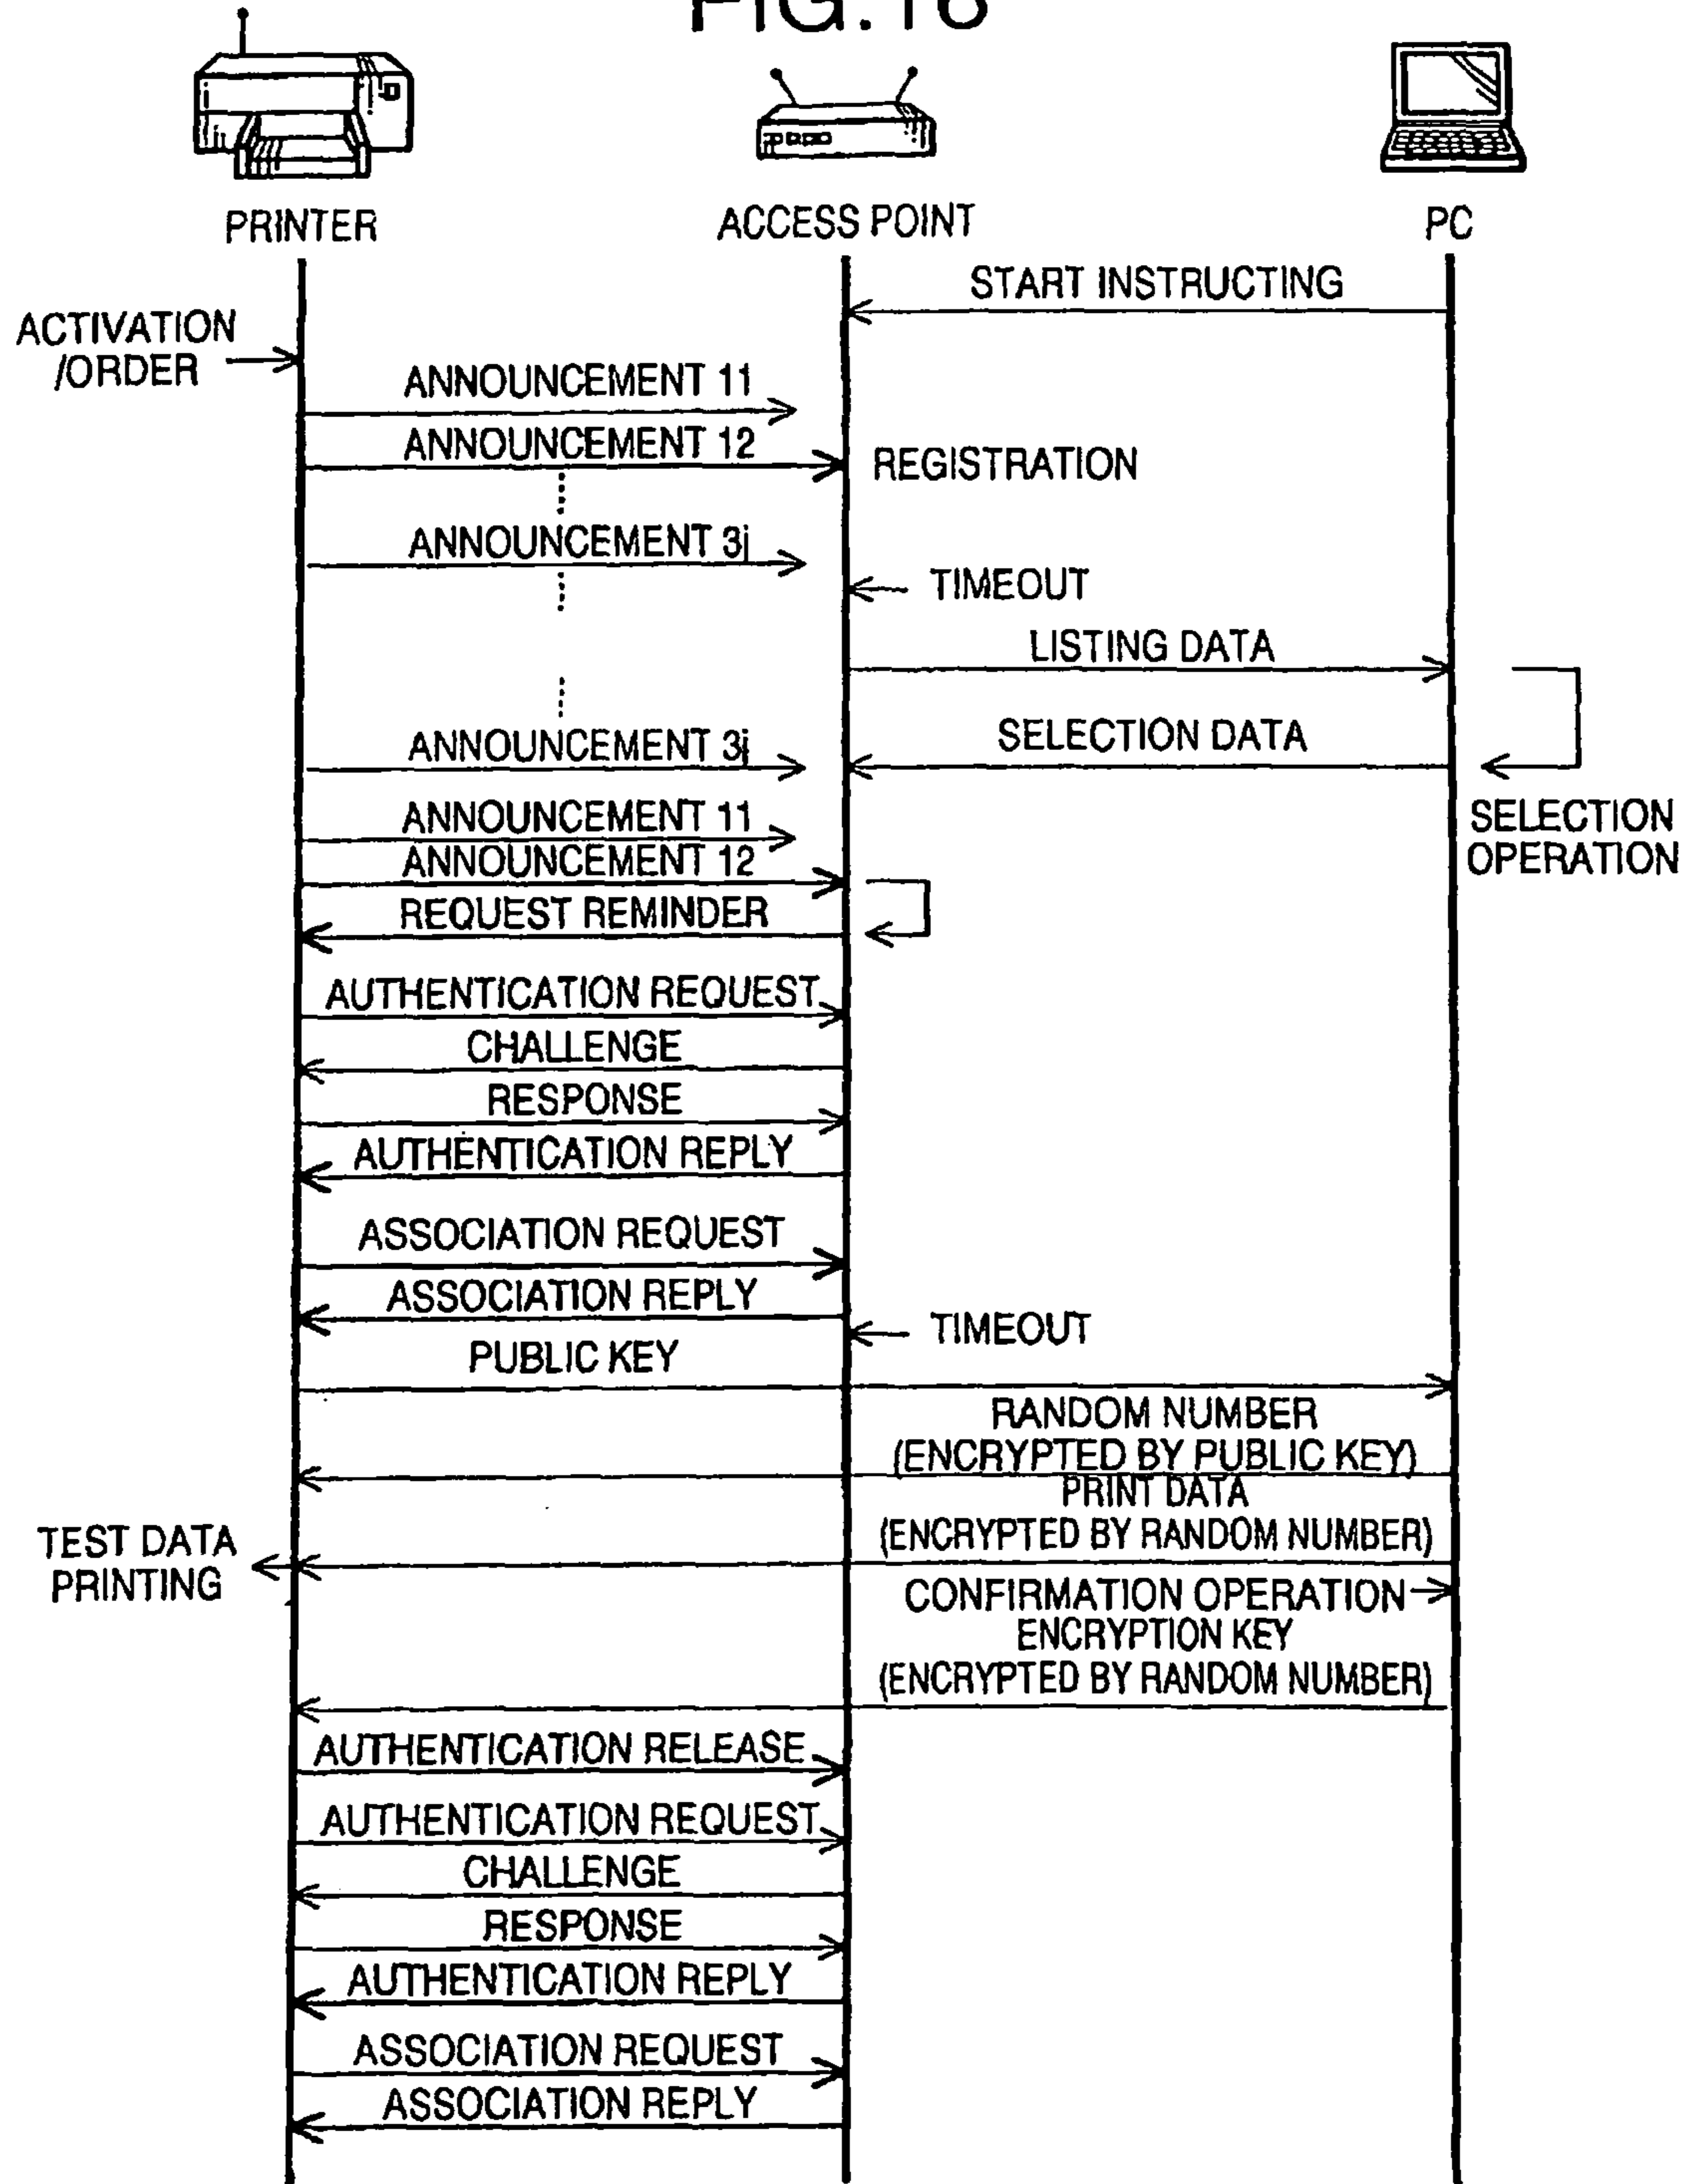 FIG.16
PRINTER
ACCESS POINT
PC
START INSTRUCTING
ACTIVATION
/ORDER
ANNOUNCEMENT 11
ANNOUNCEMENT 12
REGISTRATION
ANNOUNCEMENT 3j
TIMEOUT
LISTING DATA
SELECTION DATA
ANNOUNCEMENT 3j
SELECTION
OPERATION
ANNOUNCEMENT 11
ANNOUNCEMENT 12
REQUEST REMINDER
AUTHENTICATION REQUEST
CHALLENGE
RESPONSE
AUTHENTICATION REPLY
ASSOCIATION REQUEST
ASSOCIATION REPLY
TIMEOUT
PUBLIC KEY
RANDOM NUMBER
(ENCRYPTED BY PUBLIC KEY)
PRINT DATA
(ENCRYPTED BY RANDOM NUMBER)
TEST DATA
PRINTING
CONFIRMATION OPERATION
ENCRYPTION KEY
(ENCRYPTED BY RANDOM NUMBER)
AUTHENTICATION RELEASE
AUTHENTICATION REQUEST
CHALLENGE
RESPONSE
AUTHENTICATION REPLY
ASSOCIATION REQUEST
ASSOCIATION REPLY